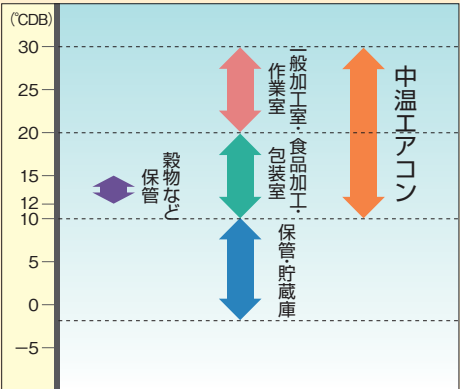 (℃DB)
30
25
20
15
12
10
5
0
−5
穀物など
保管
一般加工室・食品加工・
作業室
包装室
保管・貯蔵庫
中温エアコン